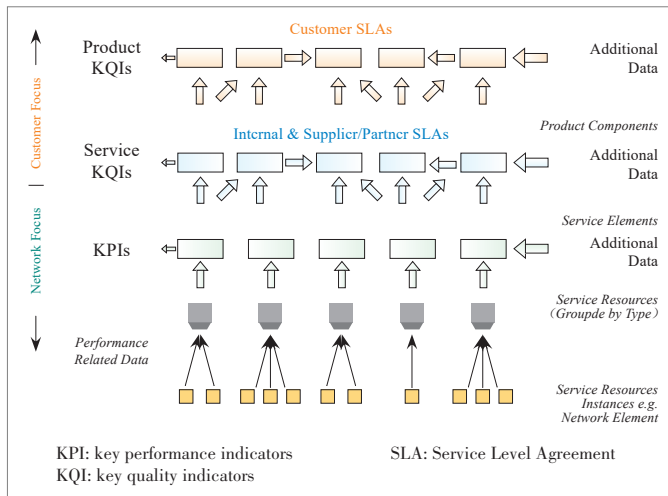 Customer SLAs
Product
KQIs
Additional
Data
Product Components
Internal & Supplicr/Partncr SLAs
Service
KQIs
Additional
Data
Service Elements
KPIs
Additional
Data
Service Resources
(Groupde by Type)
Performance
Related Data
Service Resources
Instances e.g.
Network Element
Customer Focus
Network Focus
KPI: key performance indicators
SLA: Service Level Agreement
KQI: key quality indicators